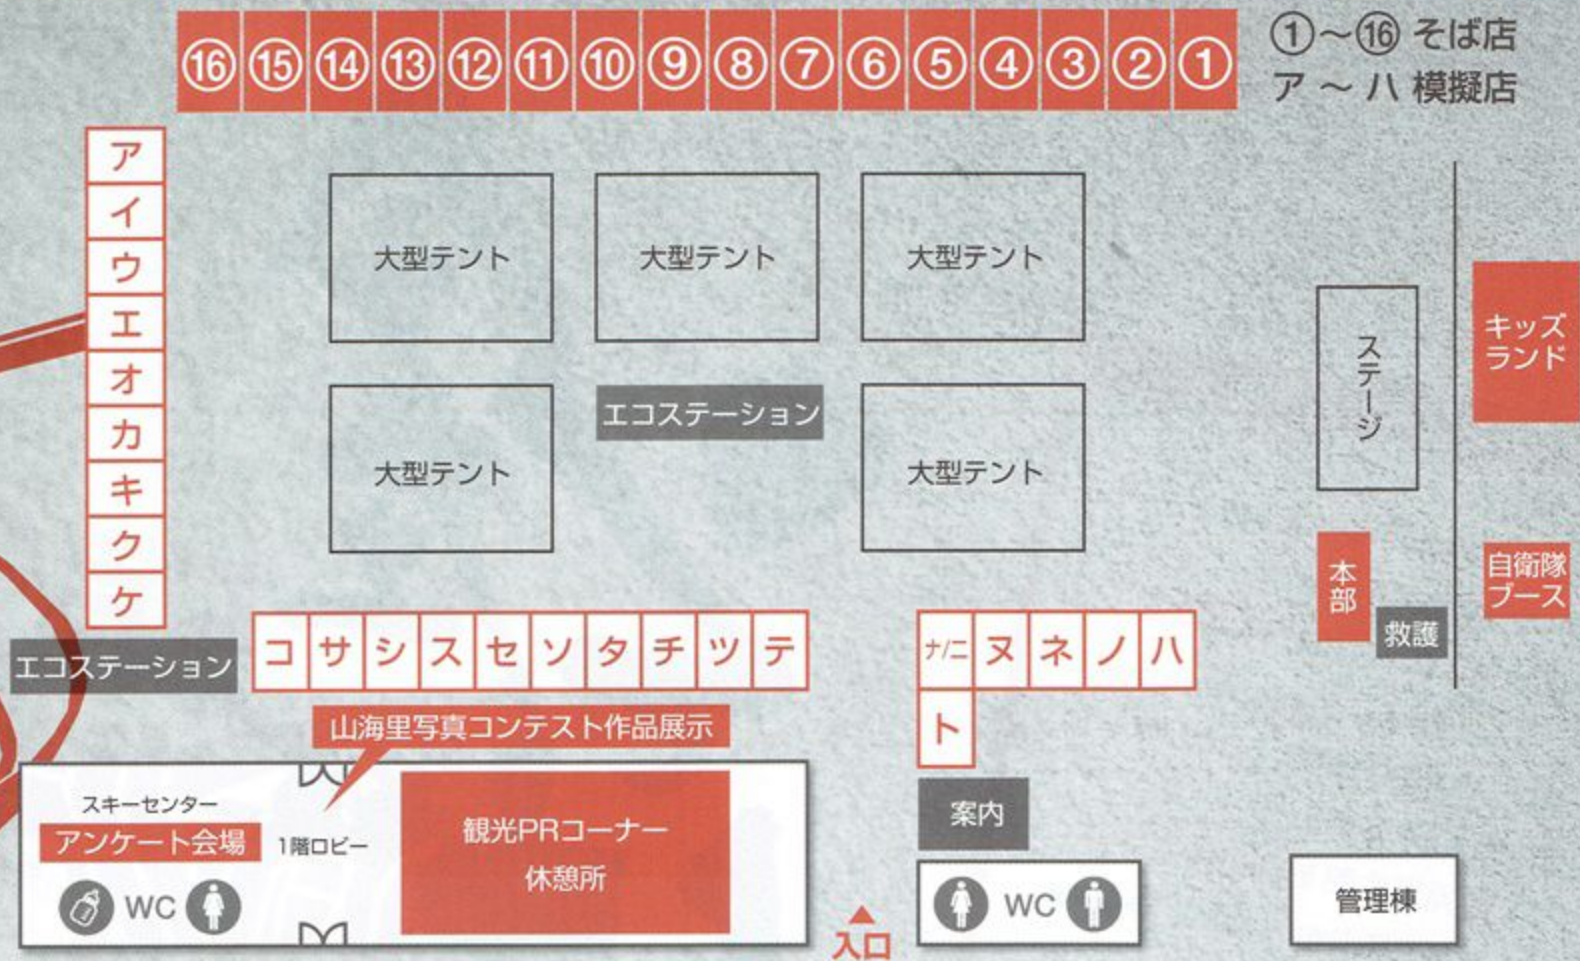 ⑯ ⑮ ⑭ ⑬ ⑫ ⑪ ⑩ ⑨ ⑧ ⑦ ⑥ ⑤ ④ ③ ② ①
①～⑯ そば店
ア ～ ハ 模擬店
ア
イ
ウ
エ
オ
カ
キ
ク
ケ
大型テント
大型テント
大型テント
大型テント
エコステーション
大型テント
ステージ
キッズ
ランド
本部
救護
自衛隊
ブース
エコステーション
コ サ シ ス セ ソ タ チ ツ テ
ナ/ニ ヌ ネ ノ ハ
ト
山海里写真コンテスト作品展示
スキーセンター
アンケート会場
WC
1階ロビー
観光PRコーナー
休憩所
入口
案内
WC
管理棟